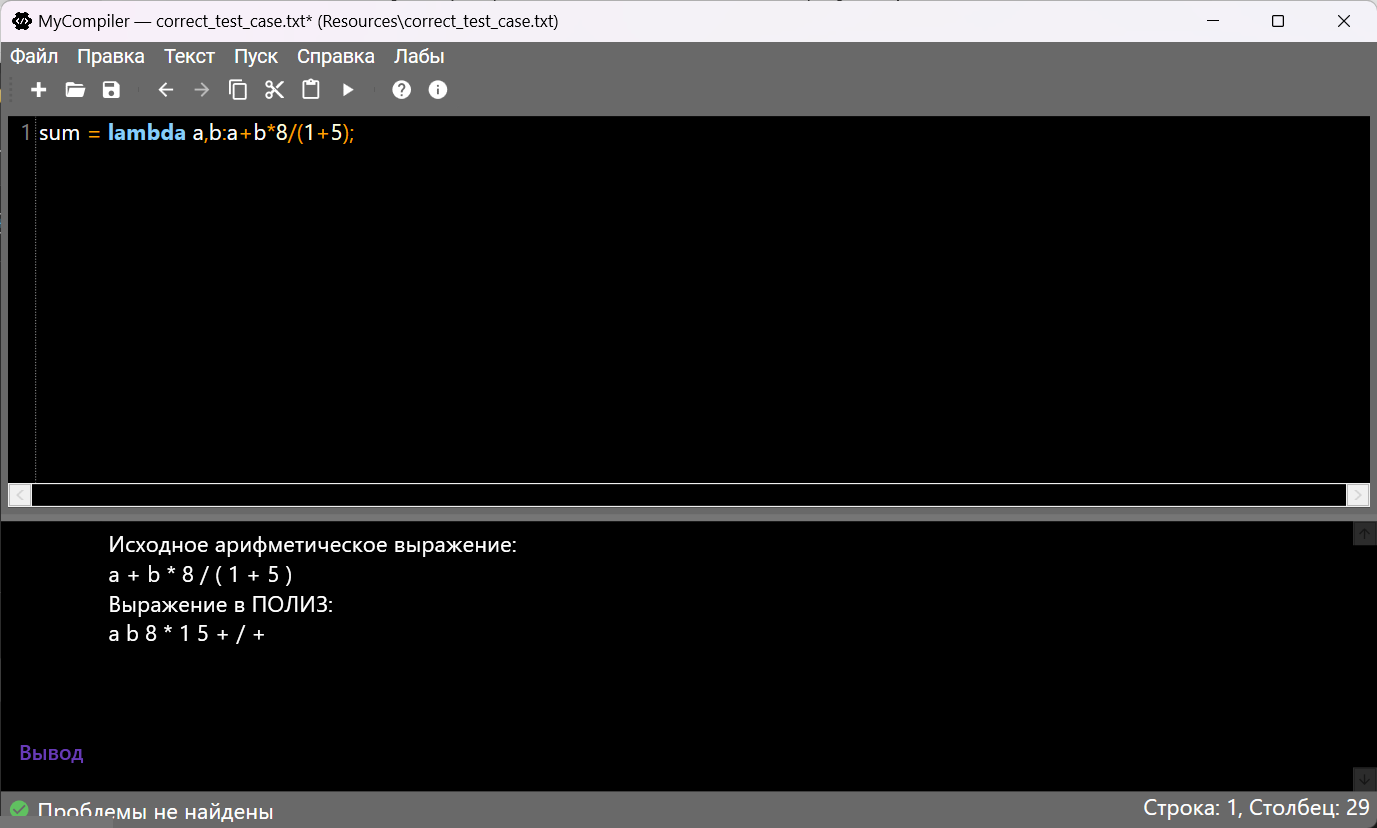 MyCompiler — correct_test_case.txt* (Resources\correct_test_case.txt)
Файл Правка Текст Пуск Справка Лабы
1 sum = lambda a,b:a+b*8/(1+5);
Исходное арифметическое выражение:
a + b * 8 / ( 1 + 5 )
Выражение в ПОЛИЗ:
a b 8 * 1 5 + / +
Вывод
Проблемы не найдены
Строка: 1, Столбец: 29